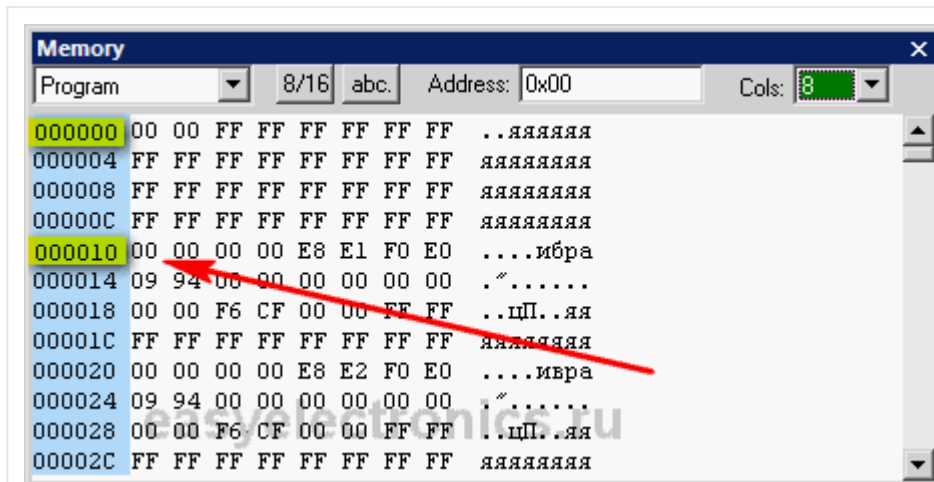 Memory
Program 8/16 abc. Address: 0x00 Cols: 8
000000 00 00 FF FF FF FF FF FF ..яяяяяя
000004 FF FF FF FF FF FF FF FF яяяяяяяя
000008 FF FF FF FF FF FF FF FF яяяяяяяя
00000C FF FF FF FF FF FF FF FF яяяяяяяя
000010 00 00 00 00 E8 E1 F0 E0 ....ибра
000014 09 94 00 00 00 00 00 00 .″......
000018 00 00 F6 CF 00 00 FF FF ..цП..яя
00001C FF FF FF FF FF FF FF FF яяяяяяяя
000020 00 00 00 00 E8 E2 F0 E0 ....ивра
000024 09 94 00 00 00 00 00 00 .″......
000028 00 00 F6 CF 00 00 FF FF ..цП..яя
00002C FF FF FF FF FF FF FF FF яяяяяяяя
easyelectronics.ru